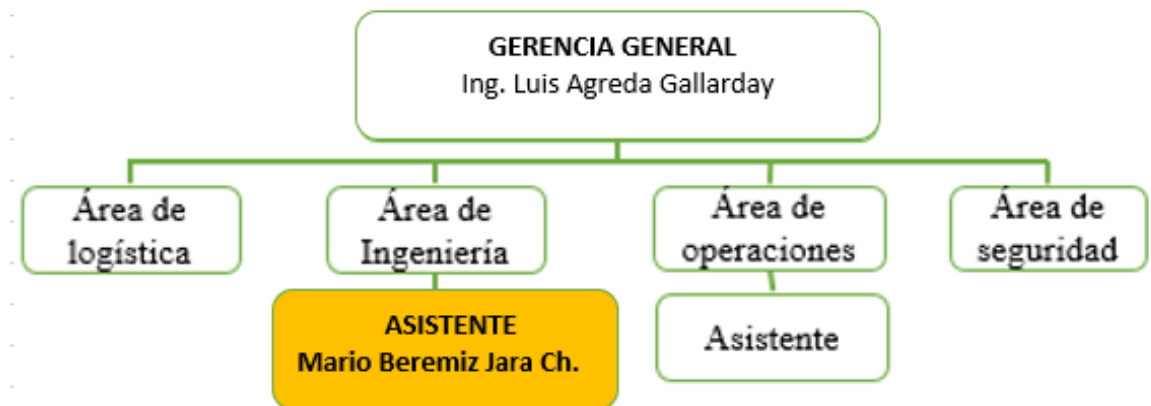 GERENCIA GENERAL
Ing. Luis Agreda Gallarday
Área de
logística
Área de
Ingeniería
Área de
operaciones
Área de
seguridad
ASISTENTE
Mario Beremiz Jara Ch.
Asistente